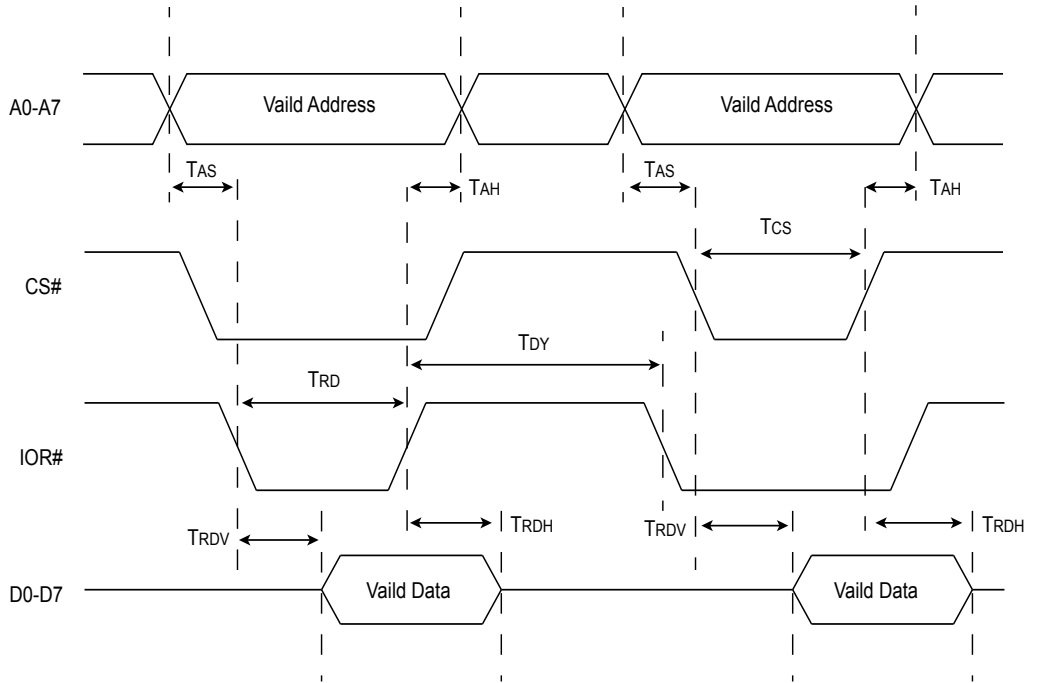 A0-A7
Vaild Address
Vaild Address
TAS
TAH
TAS
TAH
CS#
TCS
TDY
TRD
IOR#
TRDV
TRDH
TRDV
TRDH
D0-D7
Vaild Data
Vaild Data